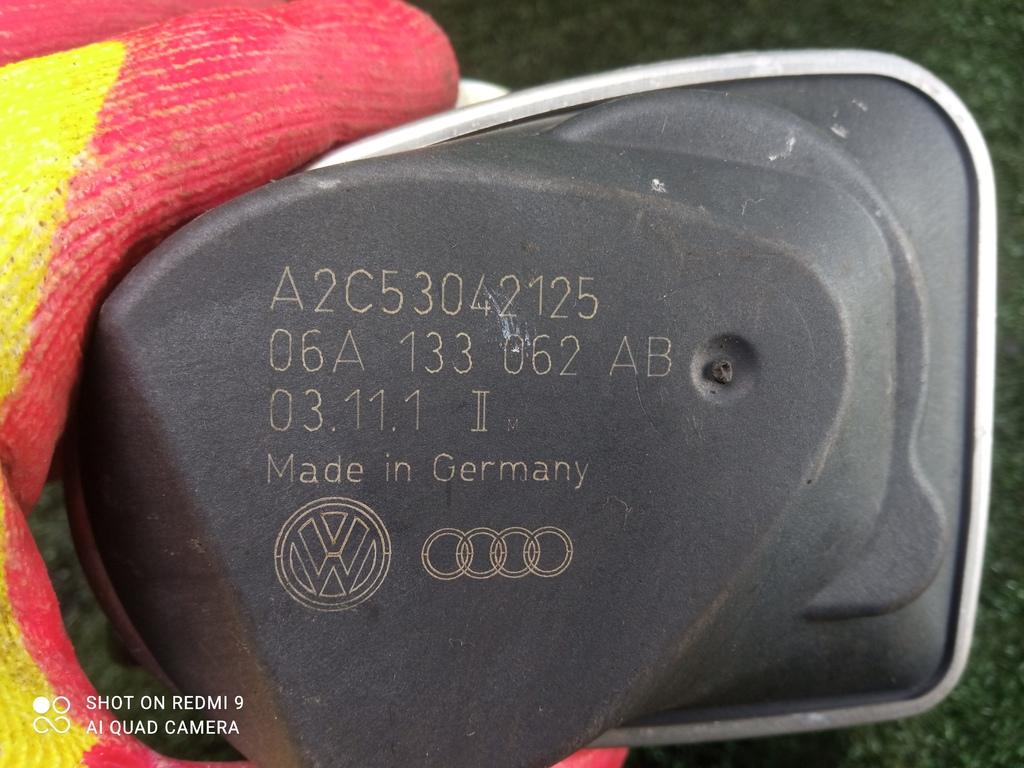 A2C53042125
06A 133 062 AB
03.11.1 II M
Made in Germany
SHOT ON REDMI 9
AI QUAD CAMERA